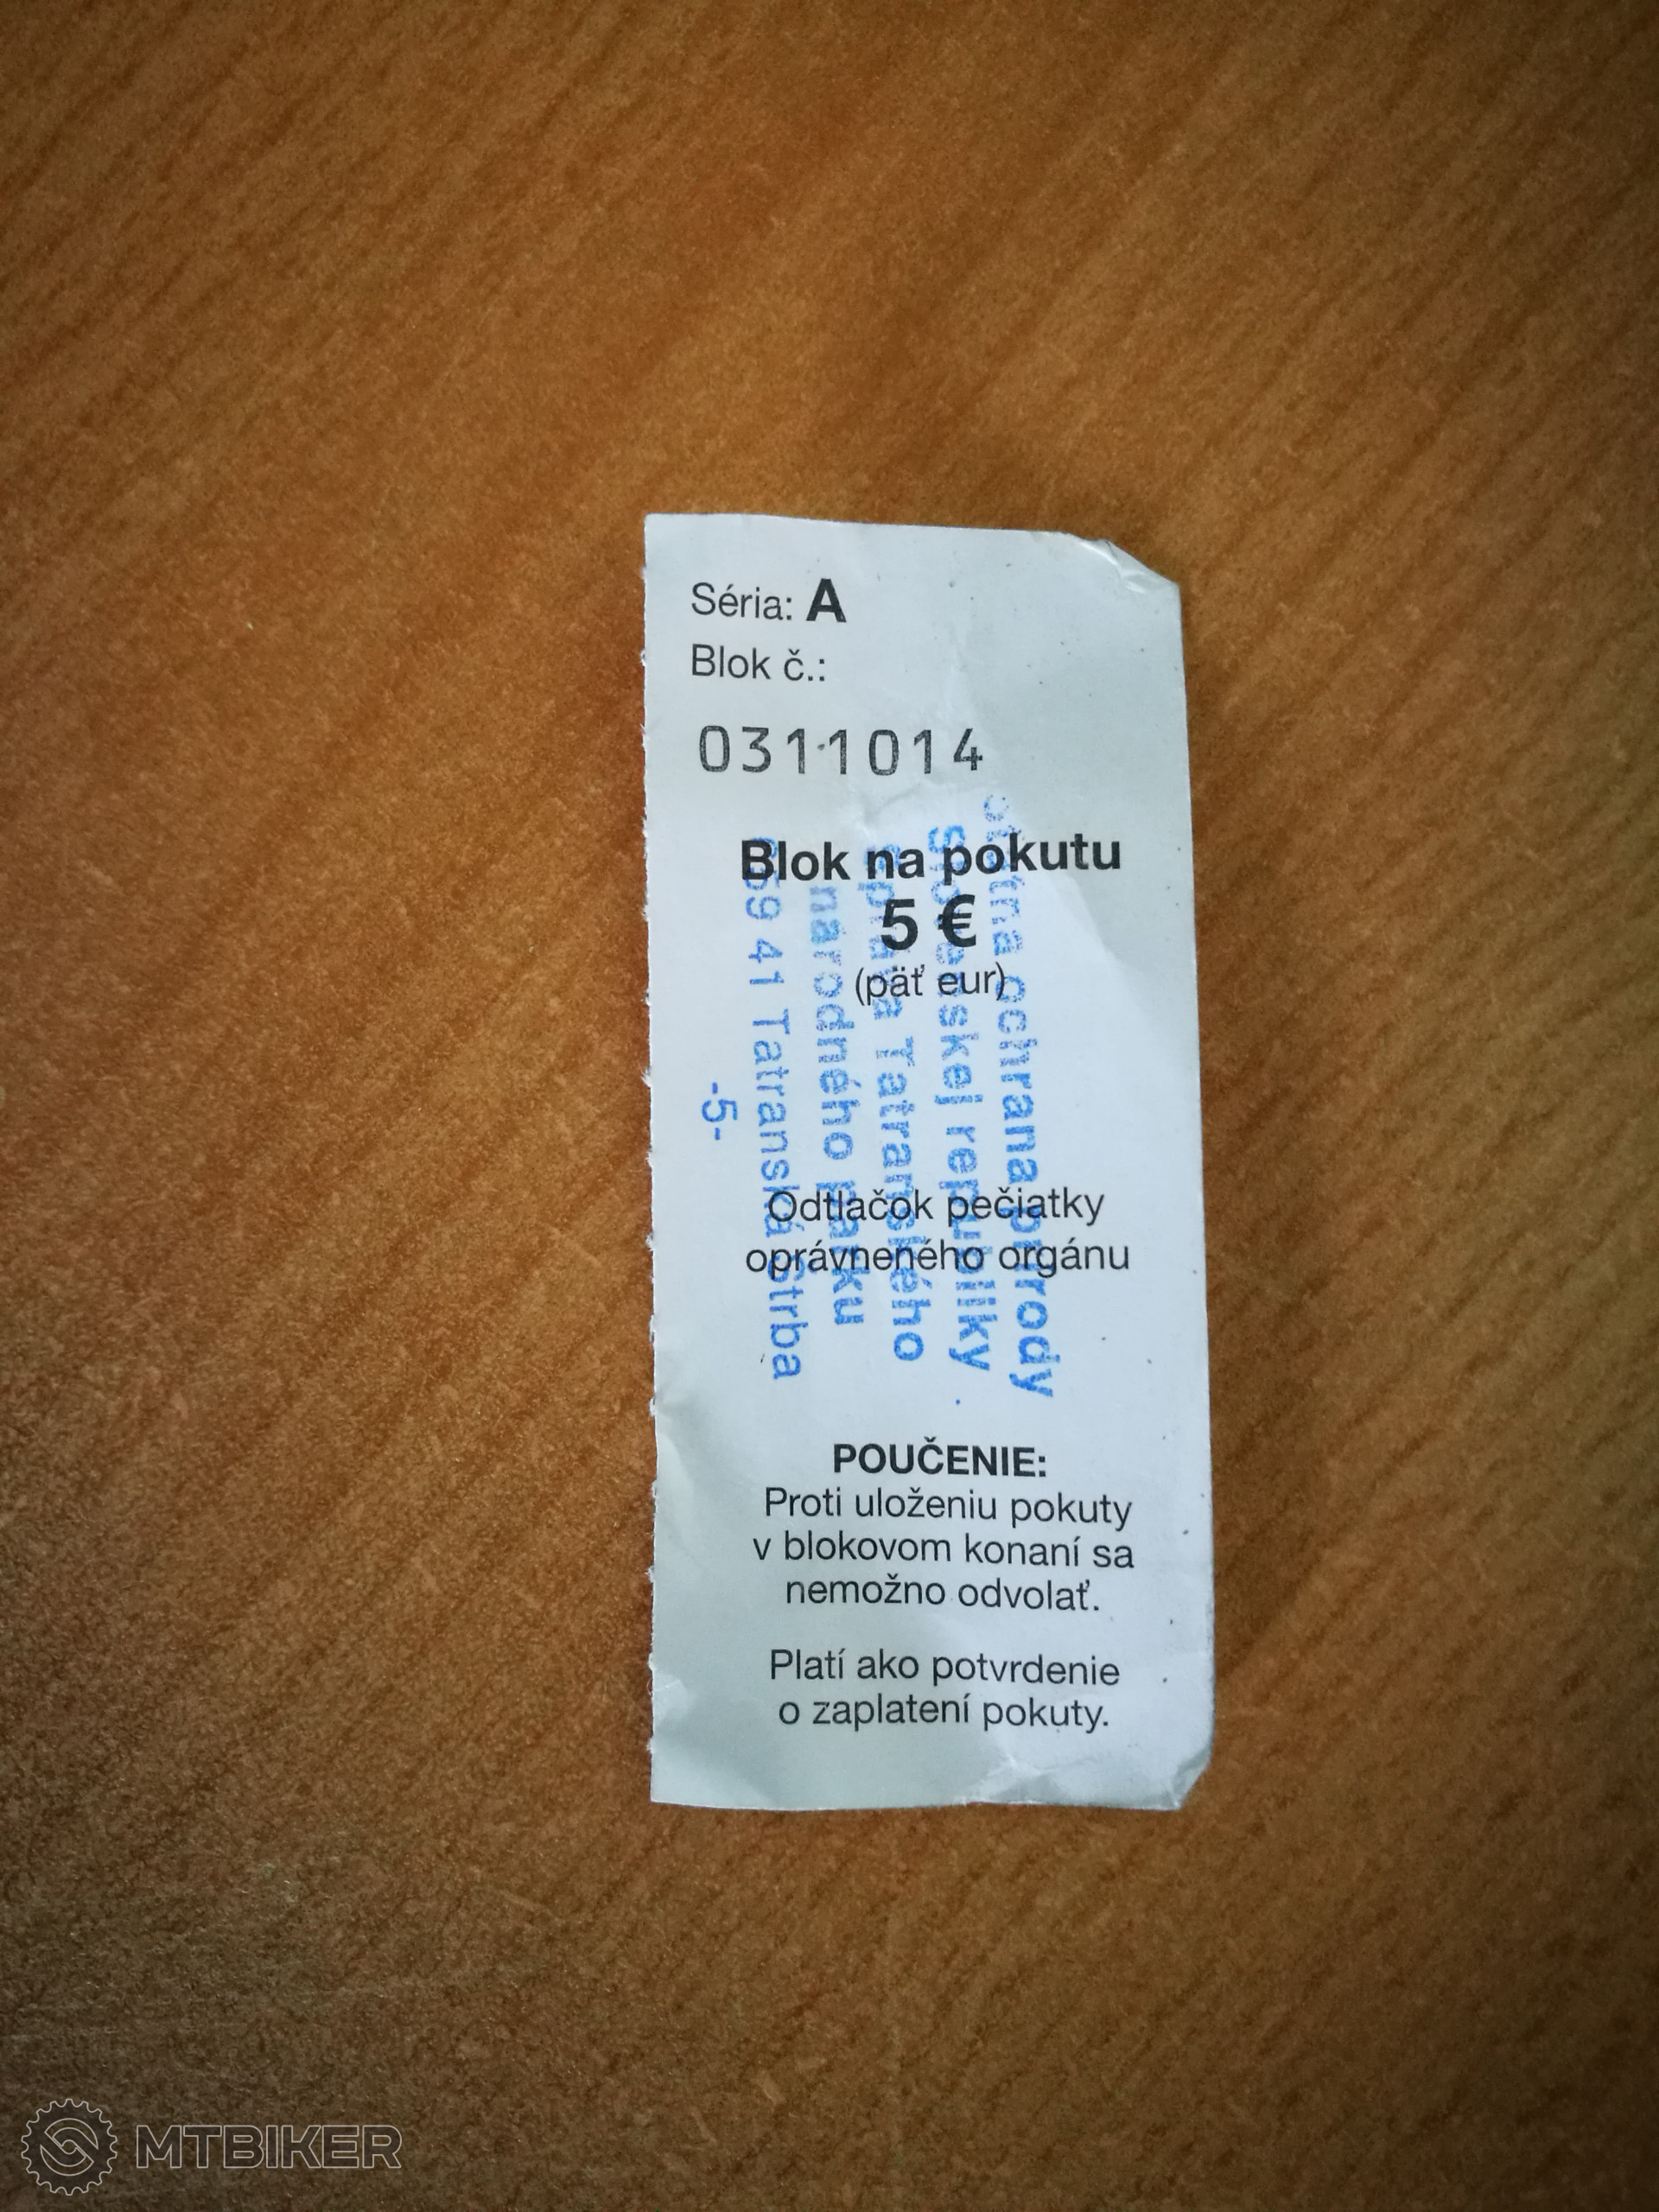 Séria: A
Blok č.:
0311014
Blok na pokutu
5 €
(päť eur)
Štátna ochrana prírody
Slovenskej republiky
Správa Tatranského
národného parku
059 41 Tatranská Štrba
-5-
Odtlačok pečiatky
oprávneného orgánu
POUČENIE:
Proti uloženiu pokuty
v blokovom konaní sa
nemožno odvolať.
Platí ako potvrdenie
o zaplatení pokuty.
MTBIKER